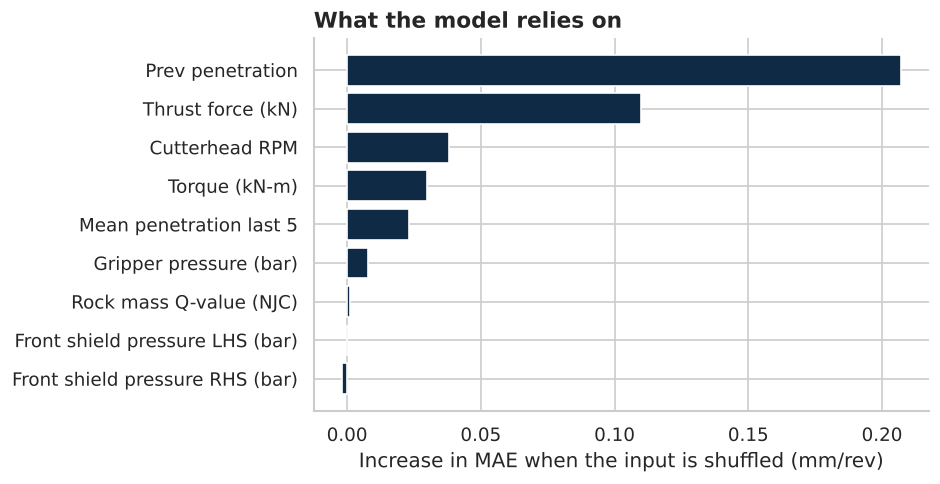 What the model relies on
Prev penetration
Thrust force (kN)
Cutterhead RPM
Torque (kN-m)
Mean penetration last 5
Gripper pressure (bar)
Rock mass Q-value (NJC)
Front shield pressure LHS (bar)
Front shield pressure RHS (bar)
0.00 0.05 0.10 0.15 0.20
Increase in MAE when the input is shuffled (mm/rev)